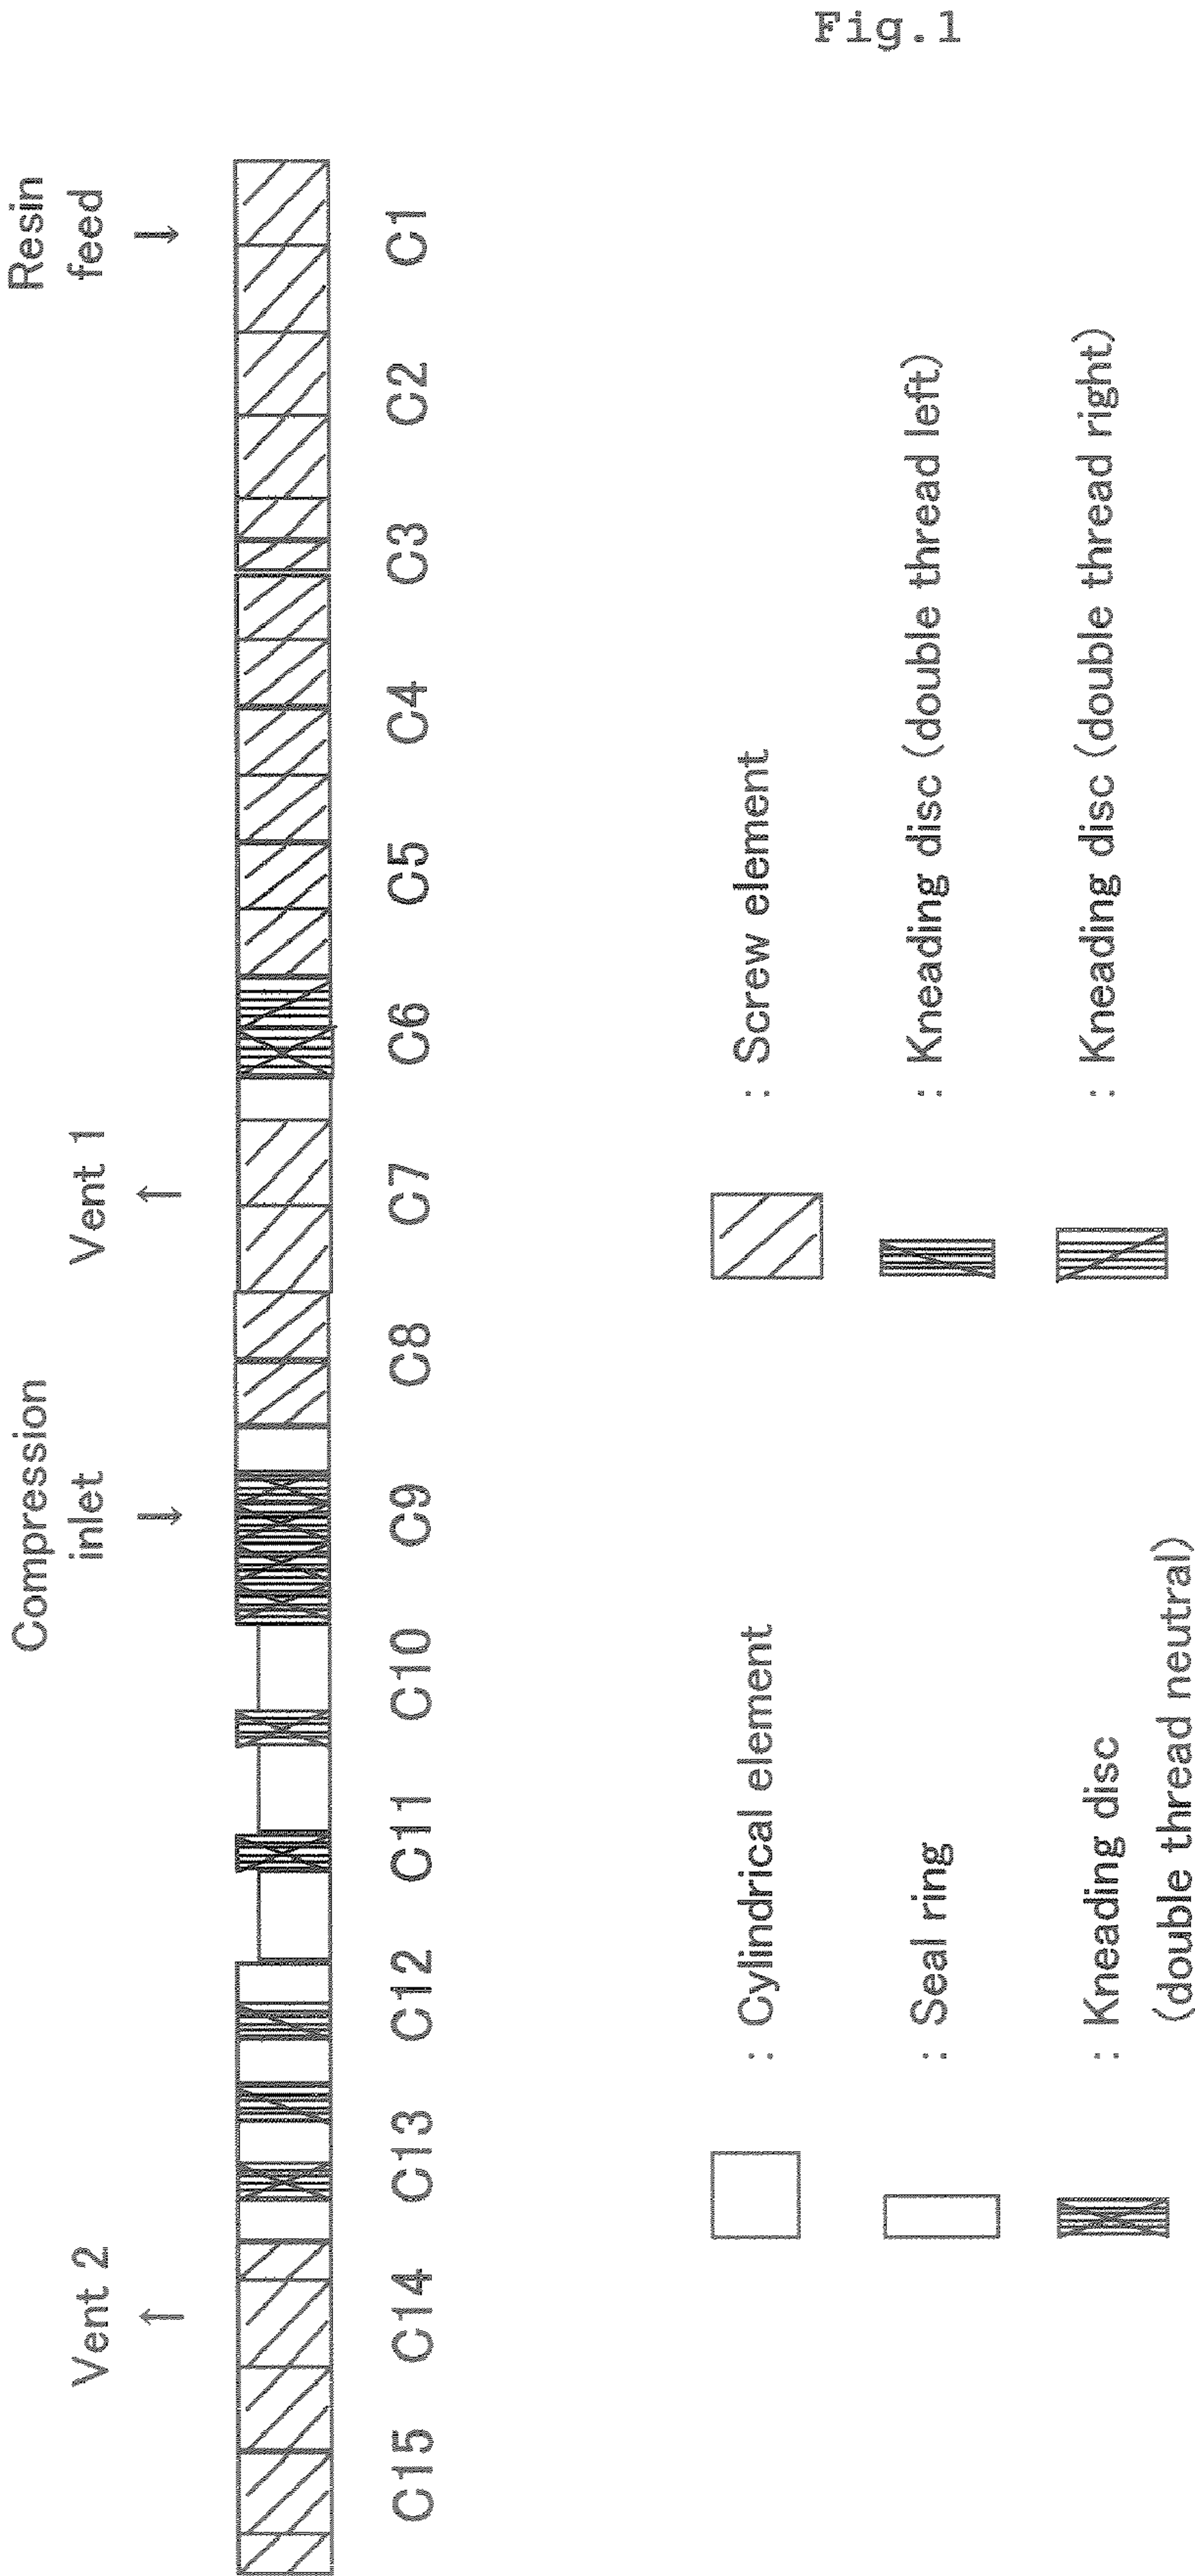 Fig.1
Vent 2
Compression
inlet
Vent 1
Resin
feed
↑
↓
↑
↓
C15 C14 C13 C12 C11 C10 C9 C8 C7 C6 C5 C4 C3 C2 C1
: Cylindrical element
: Screw element
: Seal ring
: Kneading disc (double thread left)
: Kneading disc
(double thread neutral)
: Kneading disc (double thread right)